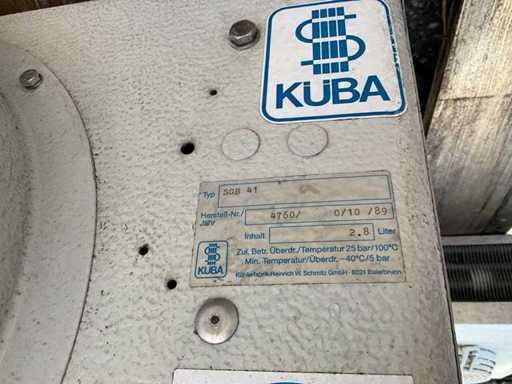 KÜBA
Typ SGB 41
Herstell-Nr./ 4750/ 0/10 /89
Jahr
Inhalt 2.8 Liter
Zul. Betr. Überdr./Temperatur 25 bar/100°C
Min. Temperatur/Überdr. -40°C/5 bar
KÜBA
Kühlerfabrik Heinrich W. Schmitz GmbH · 8021 Baierbrunn